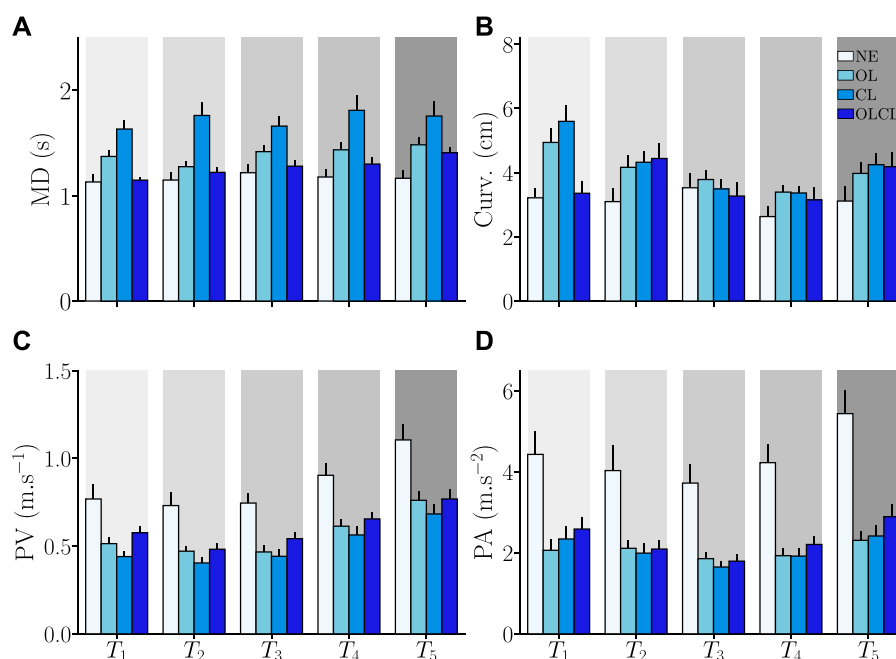 A
MD (s)
2
1
0
B
Curv. (cm)
8
6
4
2
0
NE
OL
CL
OLCL
C
PV (m.s⁻¹)
1.5
1.0
0.5
0.0
T₁ T₂ T₃ T₄ T₅
D
PA (m.s⁻²)
6
4
2
0
T₁ T₂ T₃ T₄ T₅